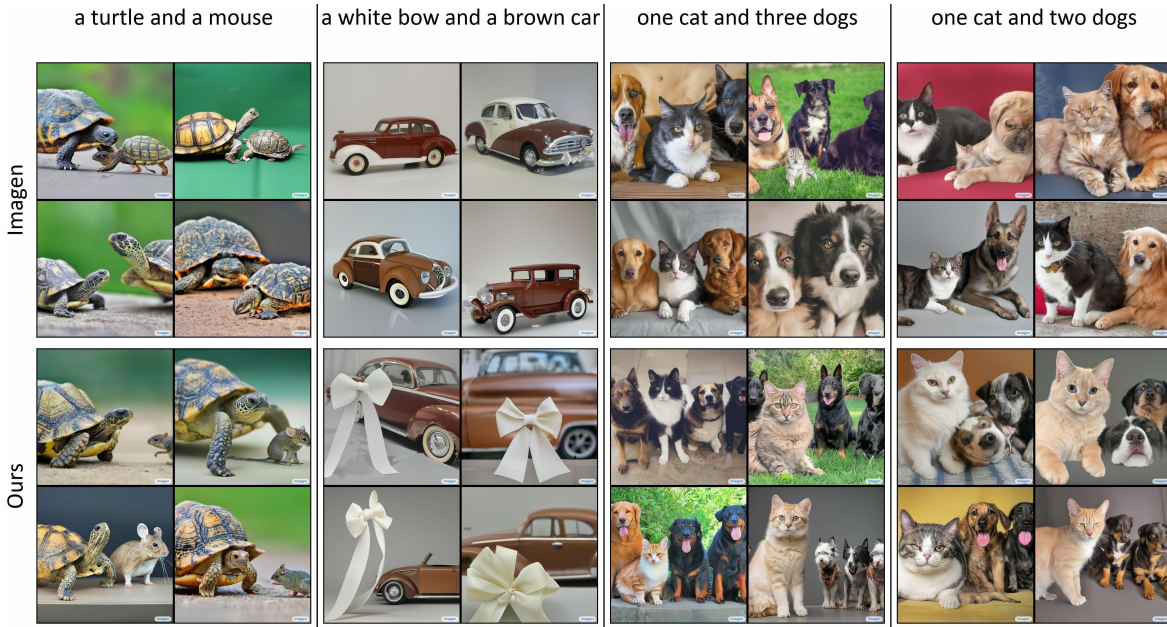 a turtle and a mouse
a white bow and a brown car
one cat and three dogs
one cat and two dogs
Imagen
Ours